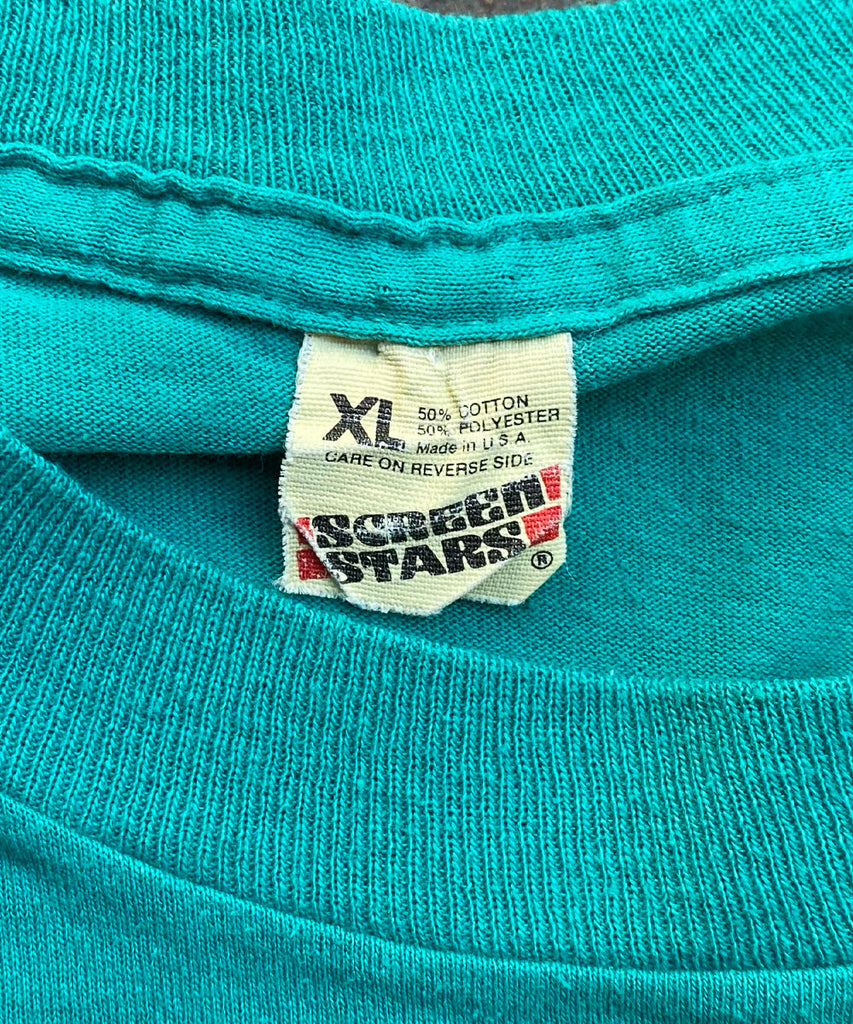 XL 50% COTTON
50% POLYESTER
Made in U S A
CARE ON REVERSE SIDE
SCREEN
STARS ®